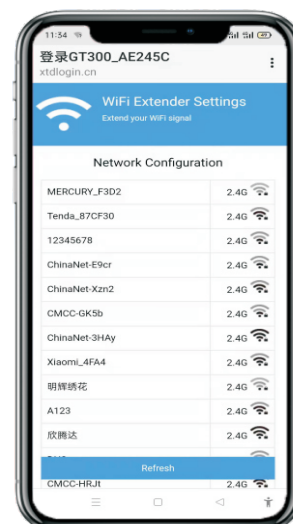 11:34
登录GT300_AE245C
xtdlogin.cn
WiFi Extender Settings
Extend your WiFi signal
Network Configuration
MERCURY_F3D2 2.4G
Tenda_87CF30 2.4G
12345678 2.4G
ChinaNet-E9cr 2.4G
ChinaNet-Xzn2 2.4G
CMCC-GK5b 2.4G
ChinaNet-3HAy 2.4G
Xiaomi_4FA4 2.4G
明辉绣花 2.4G
A123 2.4G
欣腾达 2.4G
Refresh
CMCC-HRJt 2.4G